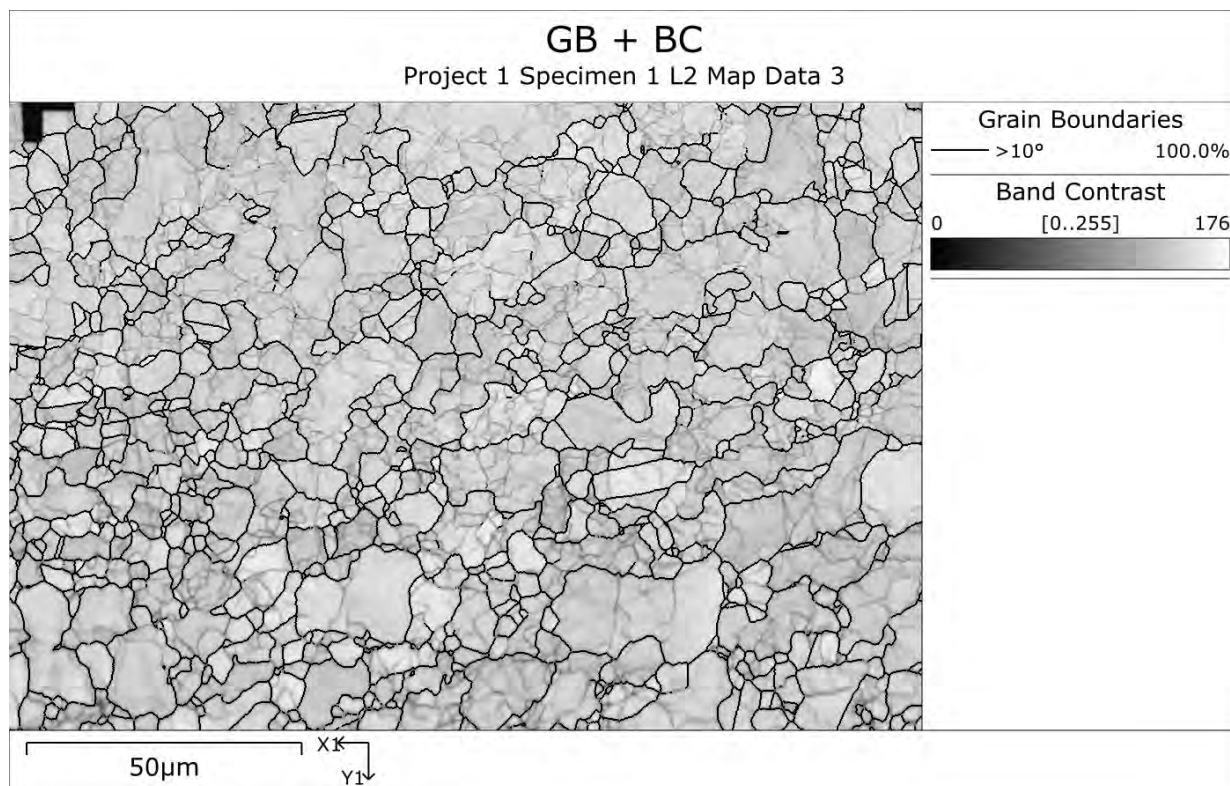 GB + BC
Project 1 Specimen 1 L2 Map Data 3
Grain Boundaries
>10° 100.0%
Band Contrast
0 [0..255] 176
50µm
X1
Y1